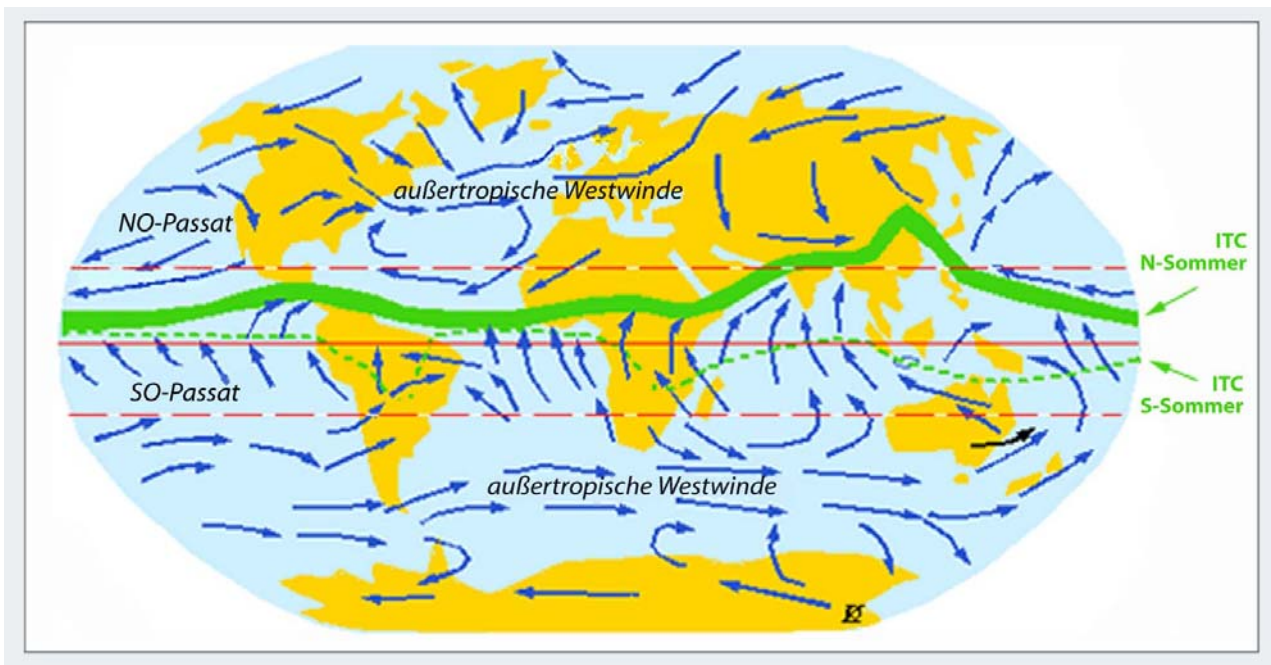 außertropische Westwinde
NO-Passat
ITC
N-Sommer
SO-Passat
ITC
S-Sommer
außertropische Westwinde